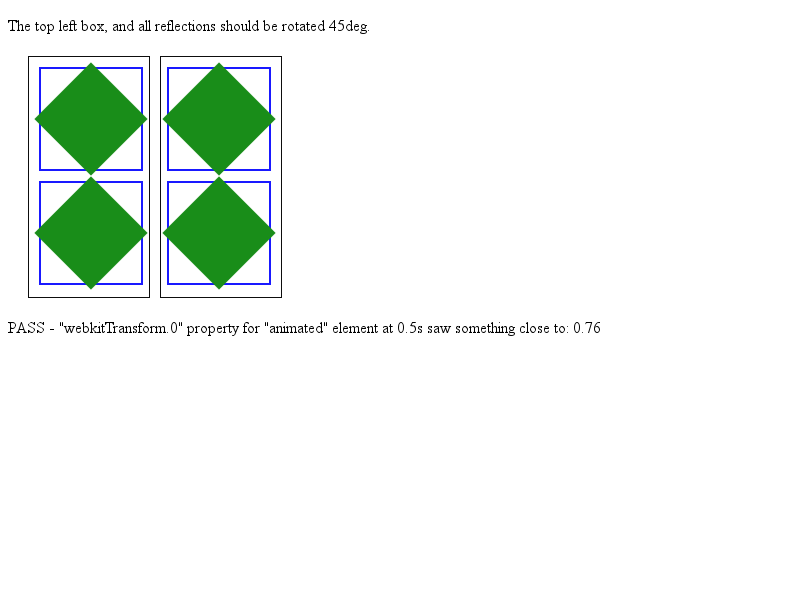 The top left box, and all reflections should be rotated 45deg.
PASS - "webkitTransform.0" property for "animated" element at 0.5s saw something close to: 0.76